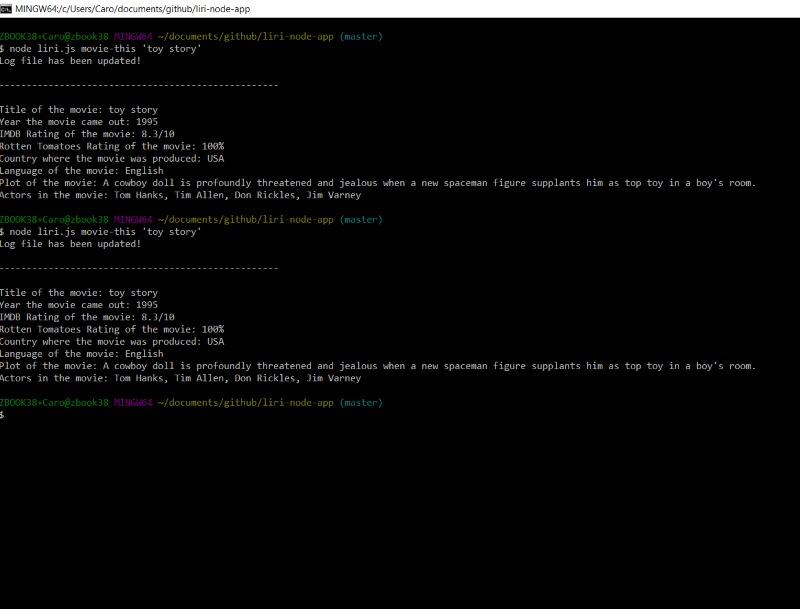 MINGW64:/c/Users/Caro/documents/github/liri-node-app
ZBOOK38+Caro@zbook38 MINGW64 ~/documents/github/liri-node-app (master)
$ node liri.js movie-this 'toy story'
Log file has been updated!
---------------------------------------------------
Title of the movie: toy story
Year the movie came out: 1995
IMDB Rating of the movie: 8.3/10
Rotten Tomatoes Rating of the movie: 100%
Country where the movie was produced: USA
Language of the movie: English
Plot of the movie: A cowboy doll is profoundly threatened and jealous when a new spaceman figure supplants him as top toy in a boy's room.
Actors in the movie: Tom Hanks, Tim Allen, Don Rickles, Jim Varney
ZBOOK38+Caro@zbook38 MINGW64 ~/documents/github/liri-node-app (master)
$ node liri.js movie-this 'toy story'
Log file has been updated!
---------------------------------------------------
Title of the movie: toy story
Year the movie came out: 1995
IMDB Rating of the movie: 8.3/10
Rotten Tomatoes Rating of the movie: 100%
Country where the movie was produced: USA
Language of the movie: English
Plot of the movie: A cowboy doll is profoundly threatened and jealous when a new spaceman figure supplants him as top toy in a boy's room.
Actors in the movie: Tom Hanks, Tim Allen, Don Rickles, Jim Varney
ZBOOK38+Caro@zbook38 MINGW64 ~/documents/github/liri-node-app (master)
$